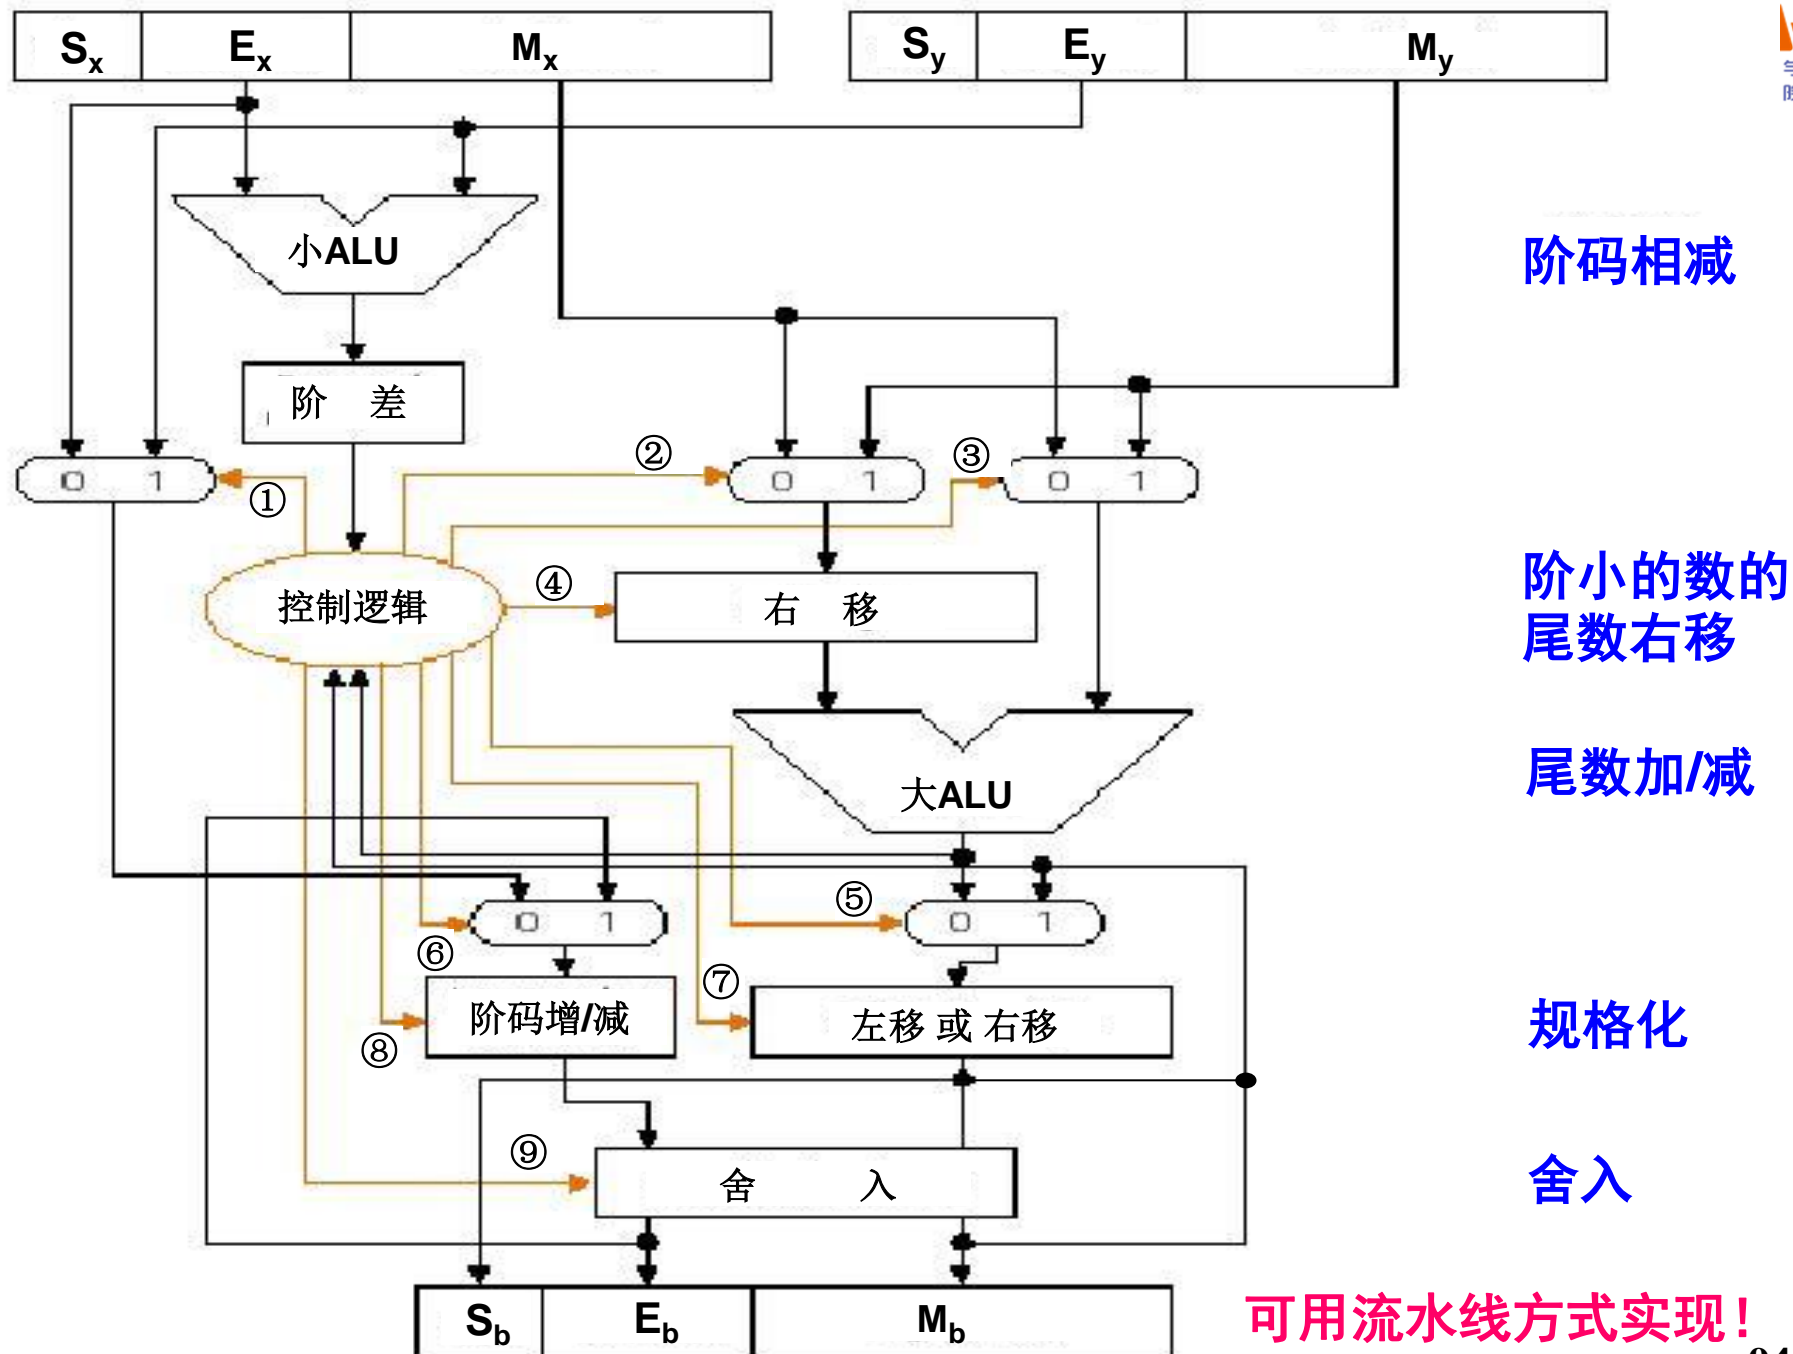 Sx Ex Mx Sy Ey My
小ALU
阶码相减
阶 差
0 1
① ② 0 1 ③ 0 1
控制逻辑
④
右 移
阶小的数的
尾数右移
尾数加/减
大ALU
0 1
⑤ 0 1
⑥
⑦
阶码增/减
左移 或 右移
规格化
⑧
⑨
舍 入
舍入
Sb Eb Mb
可用流水线方式实现！